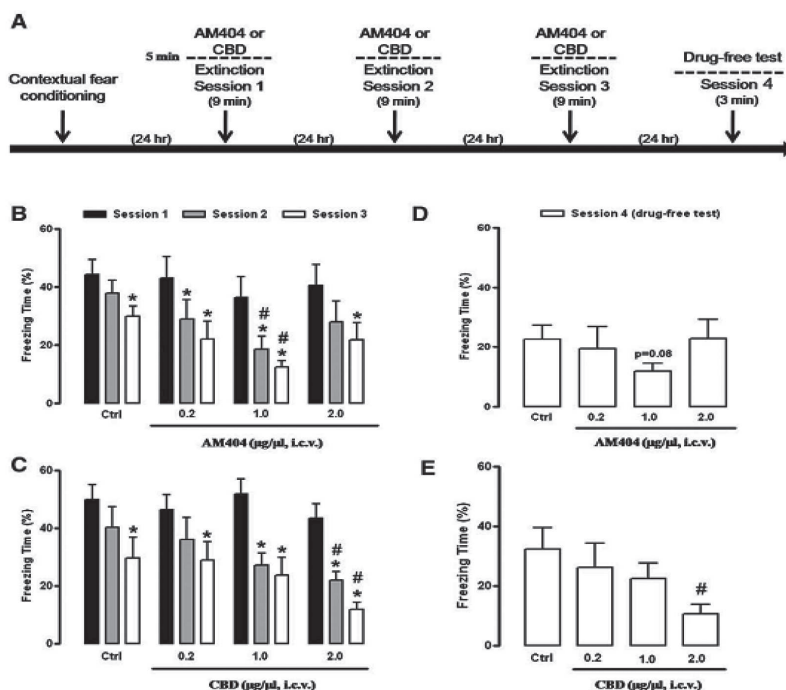 A
AM404 or
CBD
5 min
Extinction
Session 1
(9 min)
AM404 or
CBD
Extinction
Session 2
(9 min)
AM404 or
CBD
Extinction
Session 3
(9 min)
Drug-free test
Session 4
(3 min)
Contextual fear
conditioning
(24 hr) (24 hr) (24 hr) (24 hr)
B
Session 1 Session 2 Session 3
60
40
20
0
Freezing Time (%)
* * * # * # * *
Ctrl 0.2 1.0 2.0
AM404 (µg/µl, i.c.v.)
C
60
40
20
0
Freezing Time (%)
* * * * # * # *
Ctrl 0.2 1.0 2.0
CBD (µg/µl, i.c.v.)
D
Session 4 (drug-free test)
60
40
20
0
Freezing Time (%)
p=0.08
Ctrl 0.2 1.0 2.0
AM404 (µg/µl, i.c.v.)
E
60
40
20
0
Freezing Time (%)
#
Ctrl 0.2 1.0 2.0
CBD (µg/µl, i.c.v.)